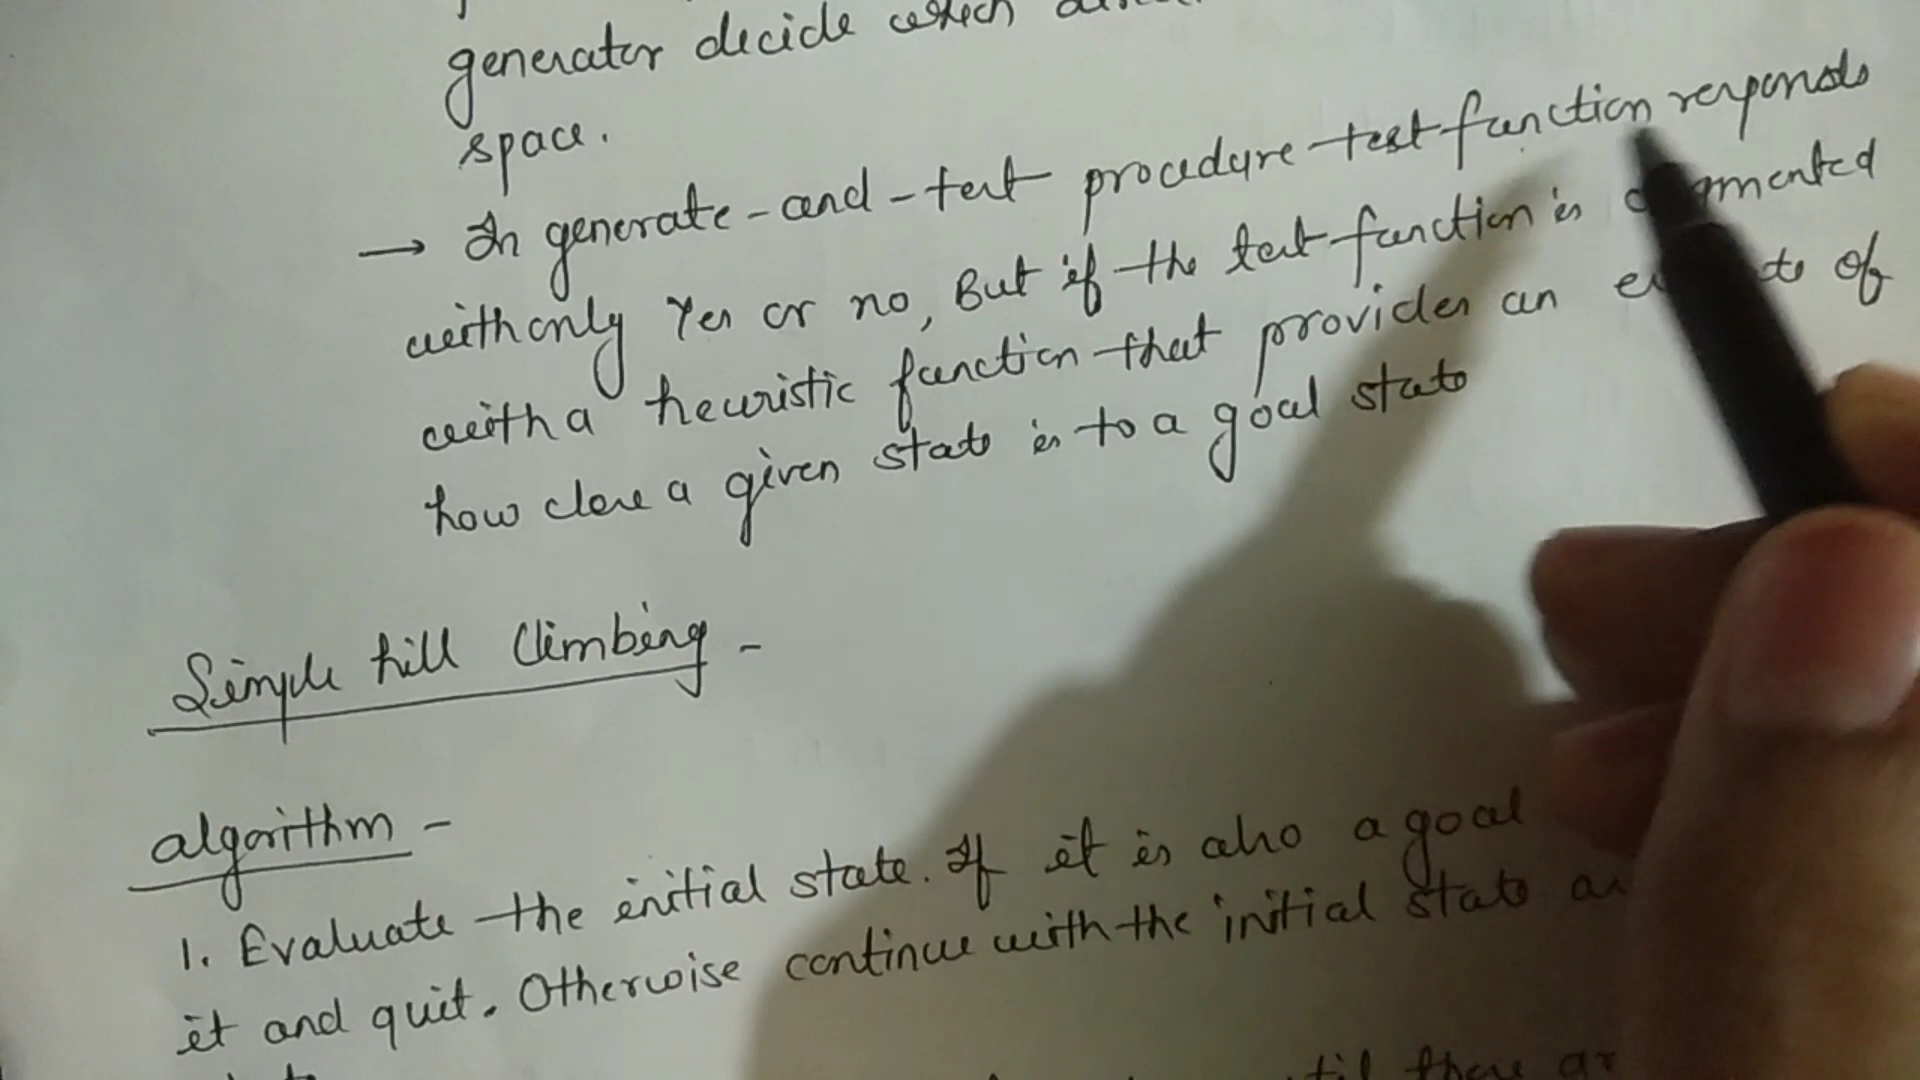 generator decide which
space.
→ In generate-and-test procedure test function responds
with only Yes or no, But if the test function is
with a heuristic function that provides an of
how close a given state is to a goal state
Simple hill Climbing -
algorithm -
1. Evaluate the initial state. If it is also a goal
it and quit. Otherwise continue with the initial state